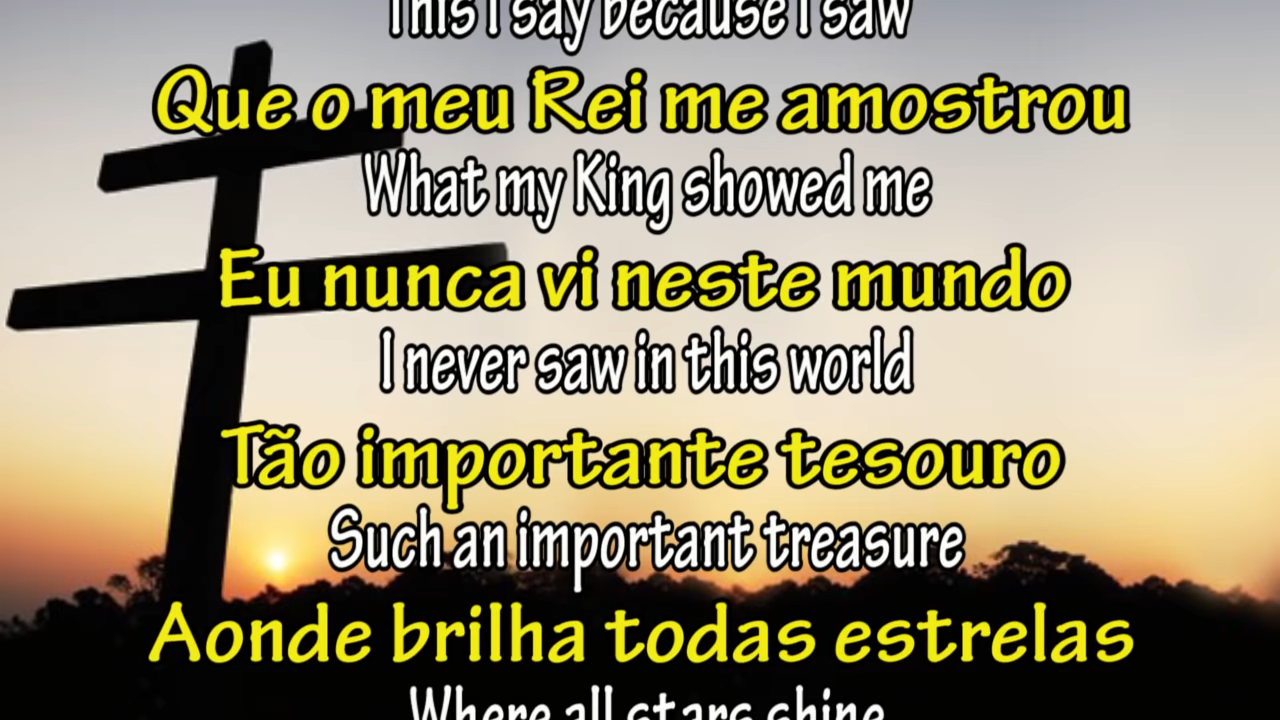 This I say because I saw
Que o meu Rei me amostrou
What my King showed me
Eu nunca vi neste mundo
I never saw in this world
Tão importante tesouro
Such an important treasure
Aonde brilha todas estrelas
Where all stars shine